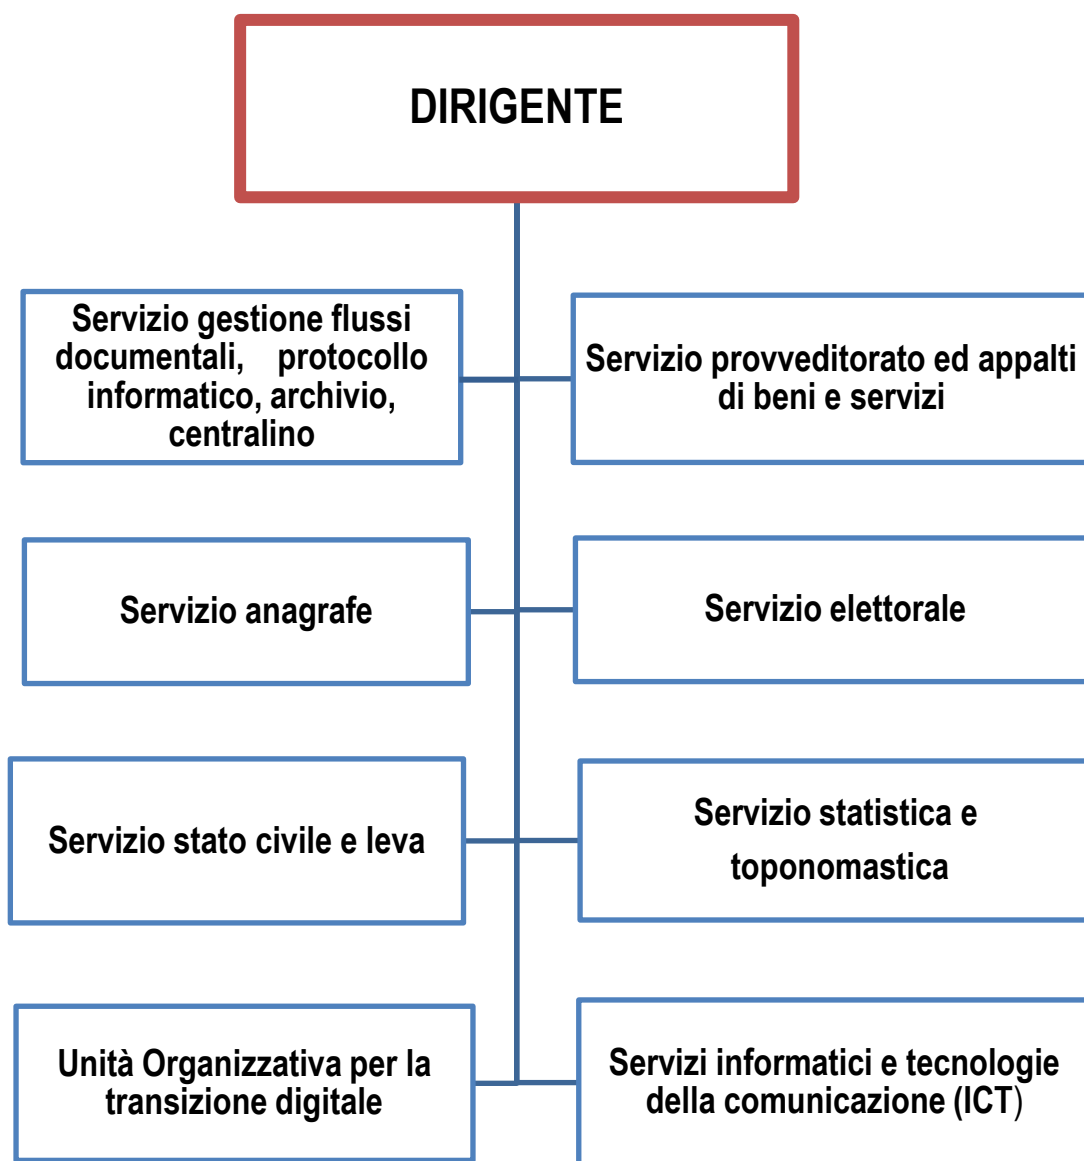 DIRIGENTE
Servizio gestione flussi
documentali, protocollo
informatico, archivio,
centralino
Servizio provveditorato ed appalti
di beni e servizi
Servizio anagrafe
Servizio elettorale
Servizio stato civile e leva
Servizio statistica e
toponomastica
Unità Organizzativa per la
transizione digitale
Servizi informatici e tecnologie
della comunicazione (ICT)